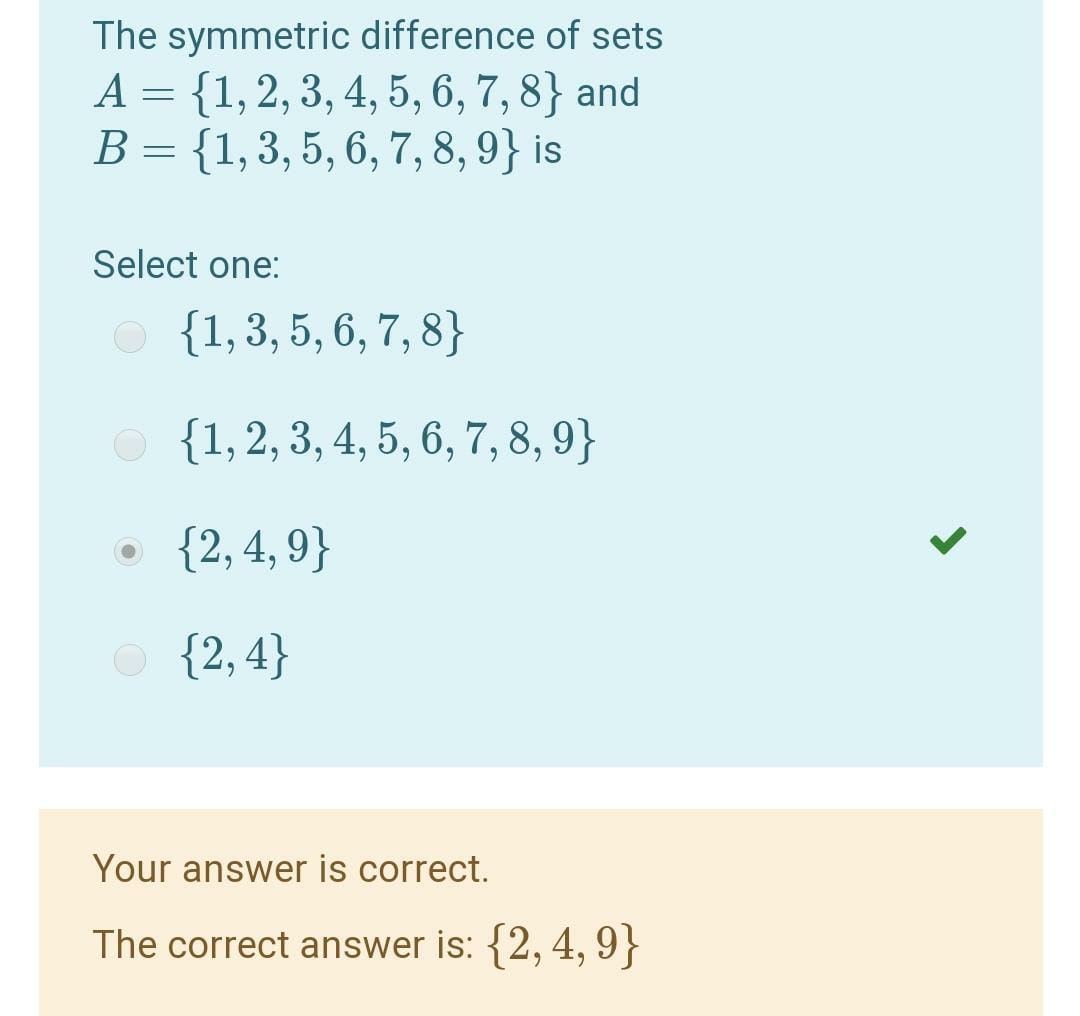 The symmetric difference of sets
A = {1, 2, 3, 4, 5, 6, 7, 8} and
B = {1, 3, 5, 6, 7, 8, 9} is
Select one:
{1, 3, 5, 6, 7, 8}
{1, 2, 3, 4, 5, 6, 7, 8, 9}
{2, 4, 9}
{2, 4}
Your answer is correct.
The correct answer is: {2, 4, 9}